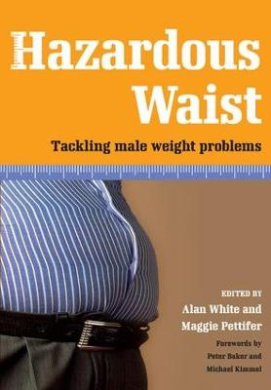 Hazardous
Waist
Tackling male weight problems
EDITED BY
Alan White and
Maggie Pettifer
Forewords by
Peter Baker and
Michael Kimmel